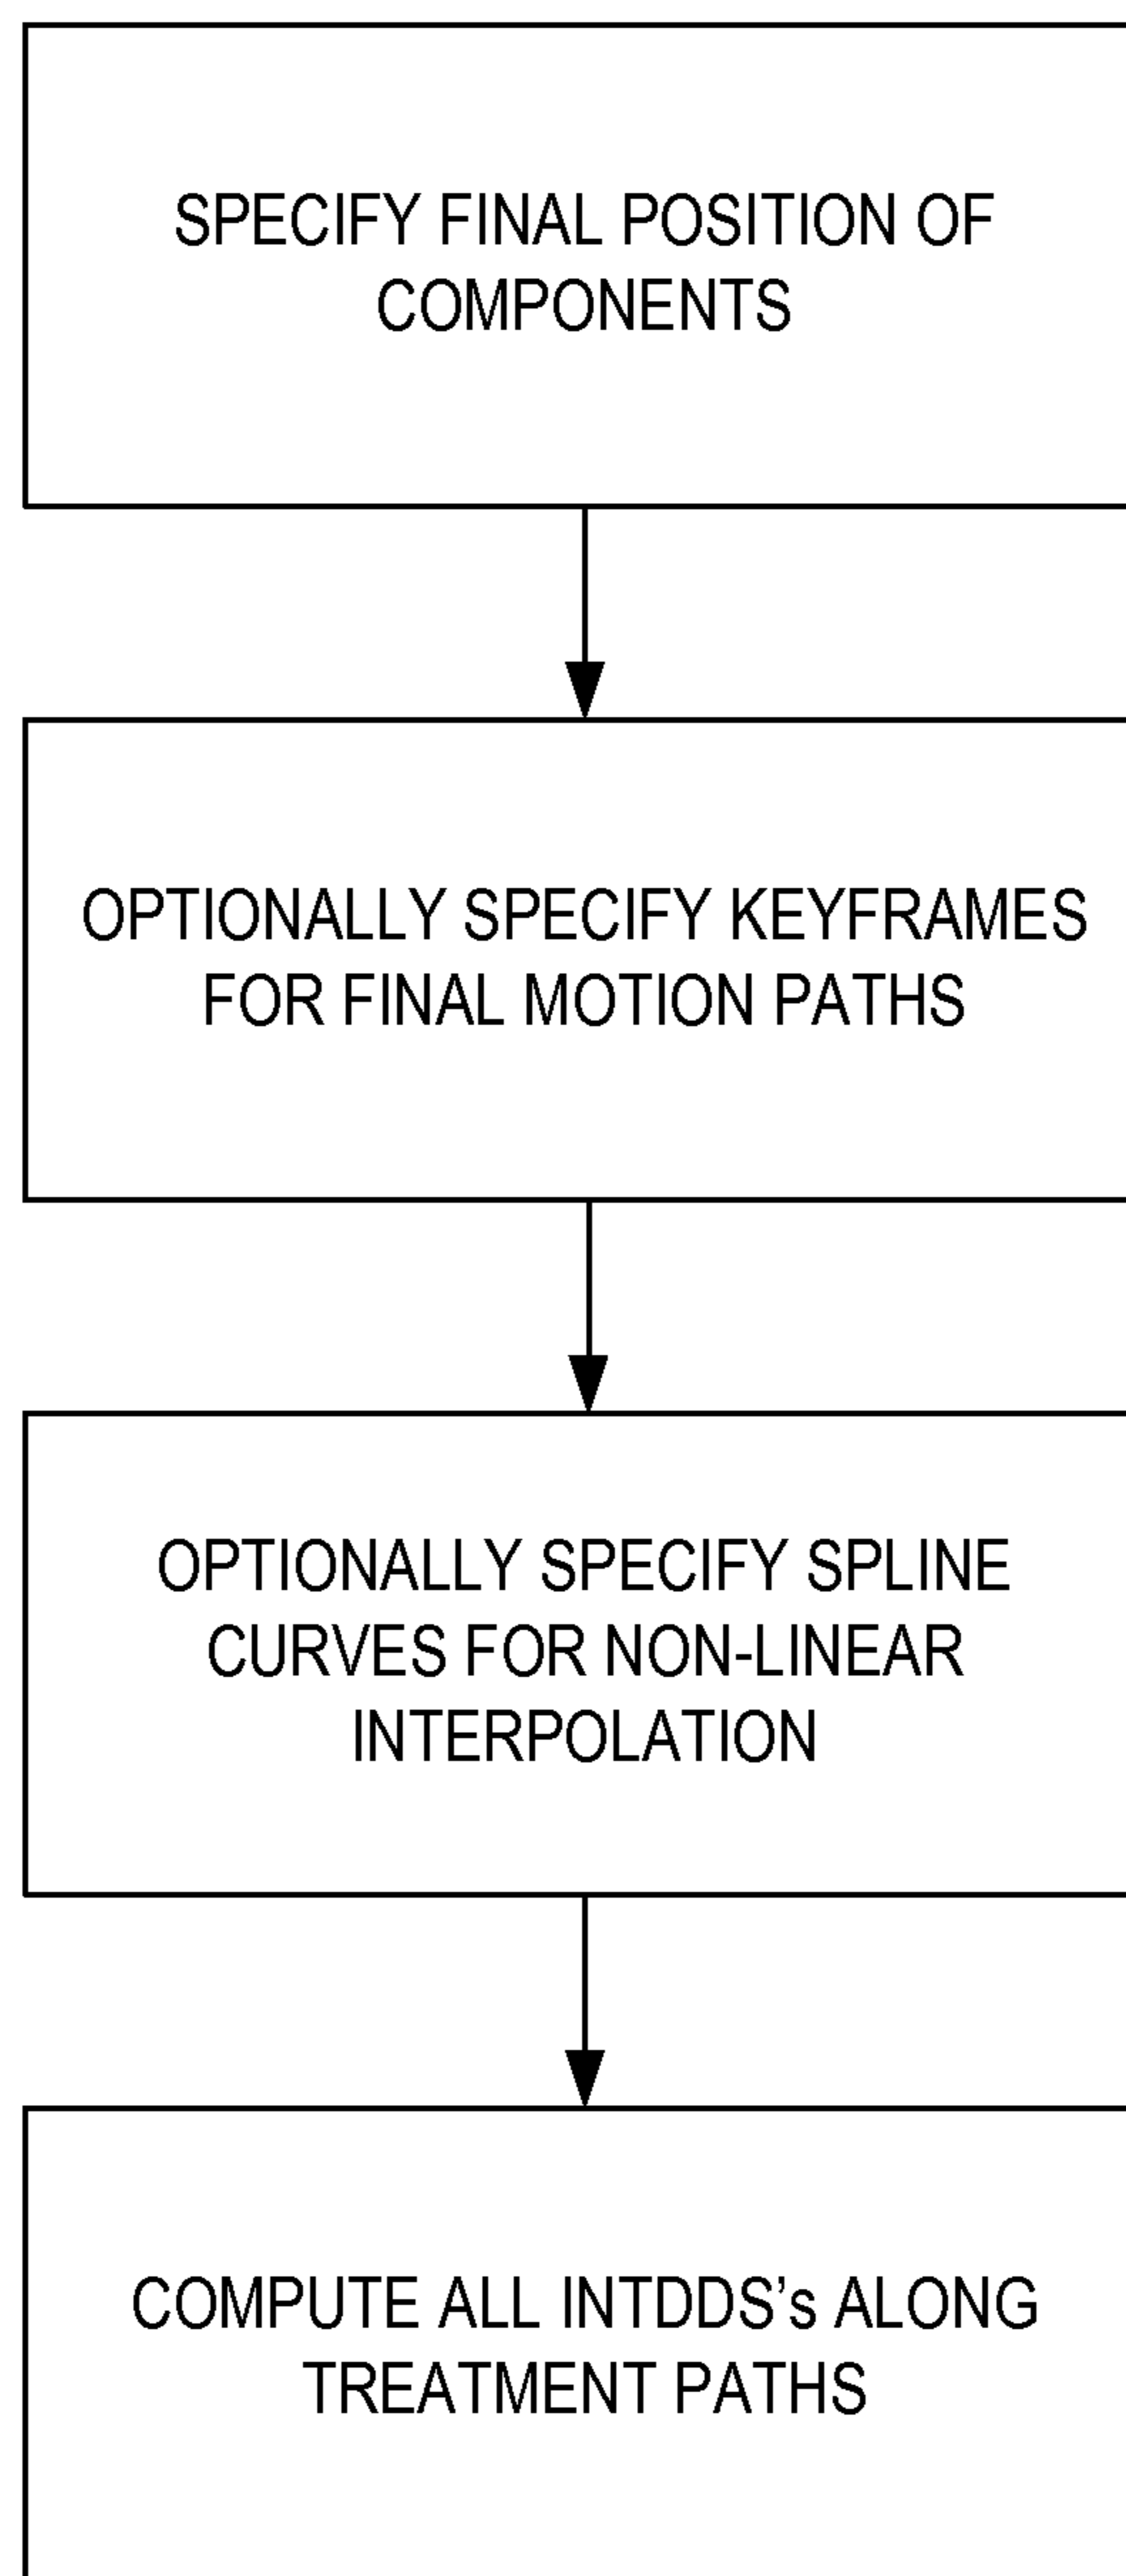 SPECIFY FINAL POSITION OF
COMPONENTS
OPTIONALLY SPECIFY KEYFRAMES
FOR FINAL MOTION PATHS
OPTIONALLY SPECIFY SPLINE
CURVES FOR NON-LINEAR
INTERPOLATION
COMPUTE ALL INTDDS’s ALONG
TREATMENT PATHS